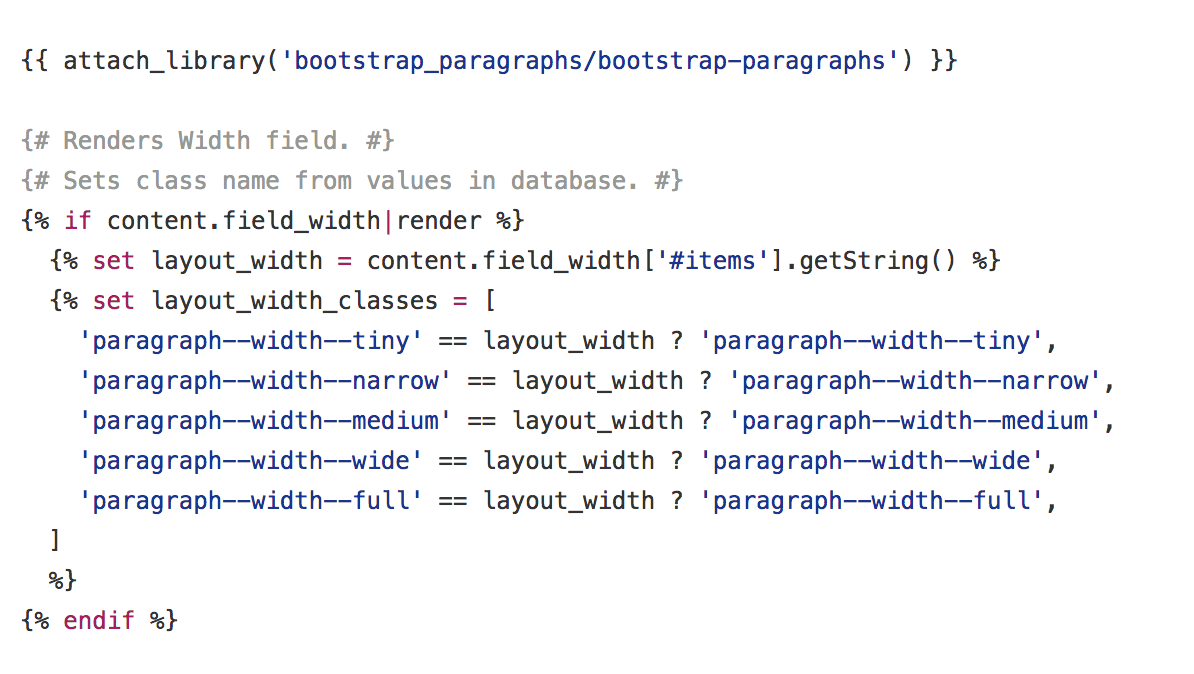 {{ attach_library('bootstrap_paragraphs/bootstrap-paragraphs') }}

{# Renders Width field. #}
{# Sets class name from values in database. #}
{% if content.field_width|render %}
  {% set layout_width = content.field_width['#items'].getString() %}
  {% set layout_width_classes = [
    'paragraph--width--tiny' == layout_width ? 'paragraph--width--tiny',
    'paragraph--width--narrow' == layout_width ? 'paragraph--width--narrow',
    'paragraph--width--medium' == layout_width ? 'paragraph--width--medium',
    'paragraph--width--wide' == layout_width ? 'paragraph--width--wide',
    'paragraph--width--full' == layout_width ? 'paragraph--width--full',
  ]
  %}
{% endif %}